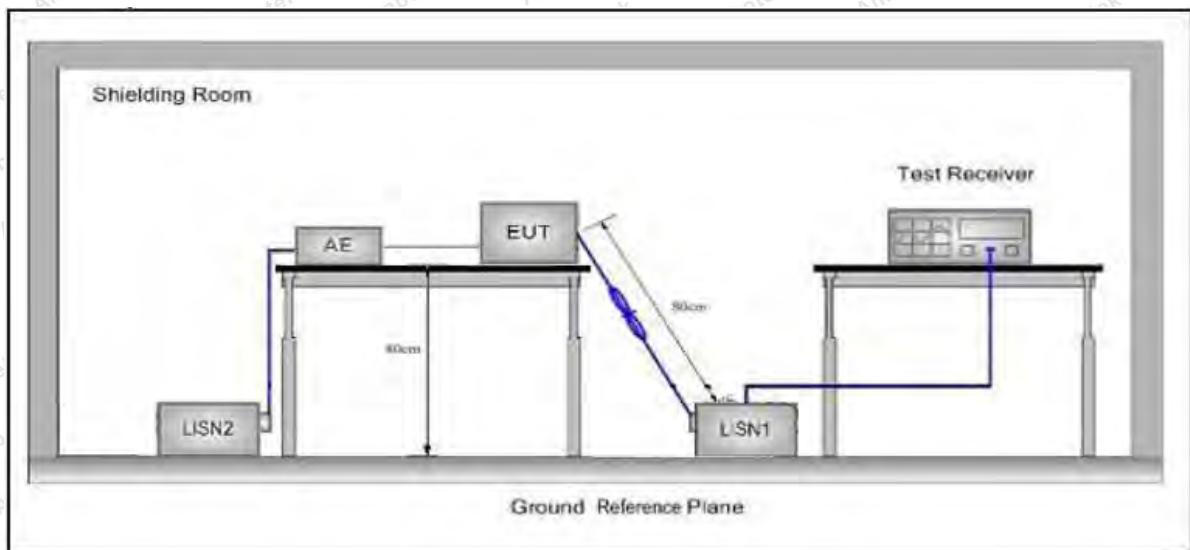 Shielding Room
Test Receiver
AE
EUT
80cm
80cm
LISN2
LISN1
Ground Reference Plane